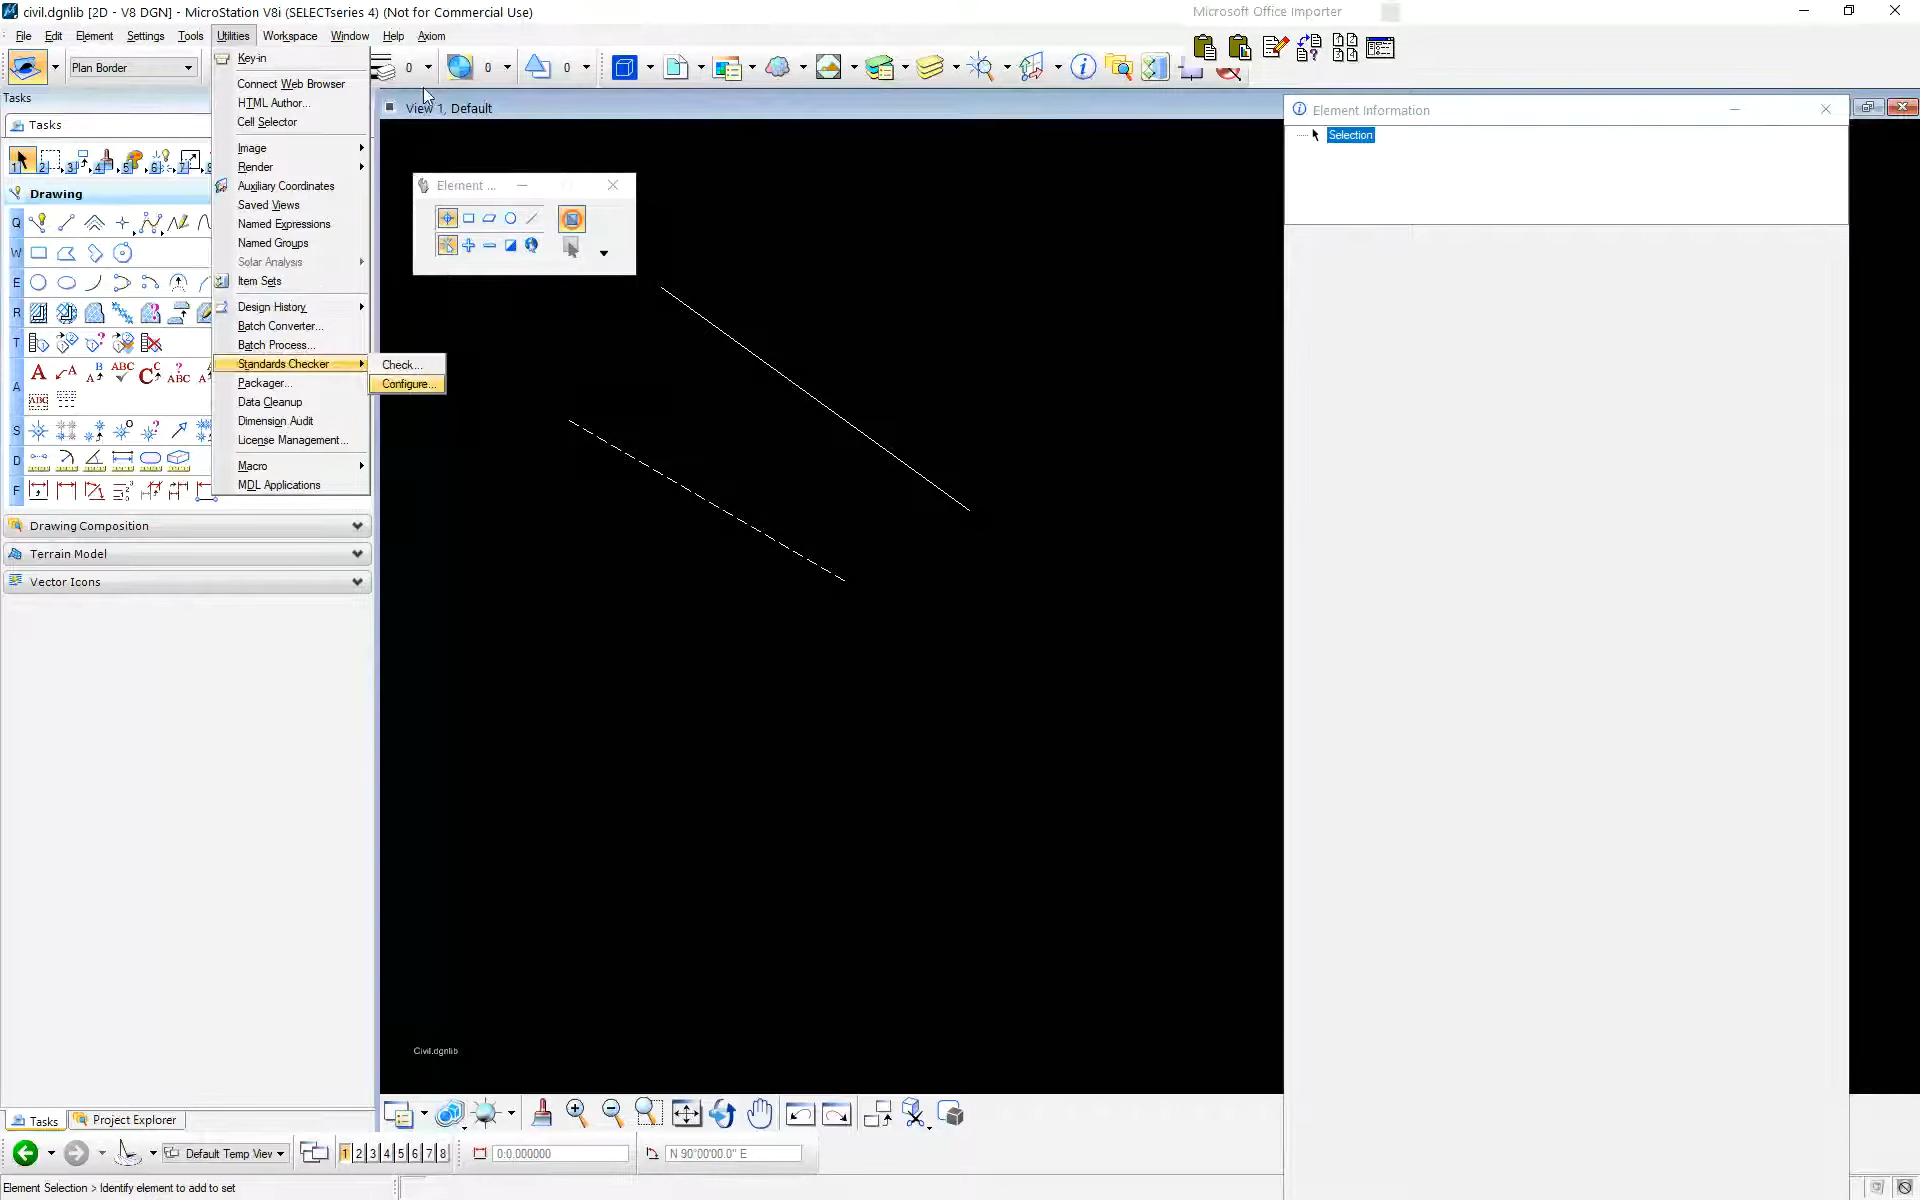 civil.dgnlib [2D - V8 DGN] - MicroStation V8i (SELECTseries 4) (Not for Commercial Use)
Microsoft Office Importer
File Edit Element Settings Tools Utilities Workspace Window Help Axiom
Plan Border
0 0 0
Tasks
View 1, Default
Tasks
Drawing
Q
W
E
R
T
A
S
D
F
Key-in
Connect Web Browser
HTML Author...
Cell Selector
Image
Render
Auxiliary Coordinates
Saved Views
Named Expressions
Named Groups
Solar Analysis
Item Sets
Design History
Batch Converter...
Batch Process...
Standards Checker
Packager...
Data Cleanup
Dimension Audit
License Management...
Macro
MDL Applications
Check...
Configure...
Element ...
Element Information
Selection
Drawing Composition
Terrain Model
Vector Icons
Civil.dgnlib
Tasks Project Explorer
Default Temp View 1 2 3 4 5 6 7 8 0:0.000000 N 90°00'00.0" E
Element Selection > Identify element to add to set